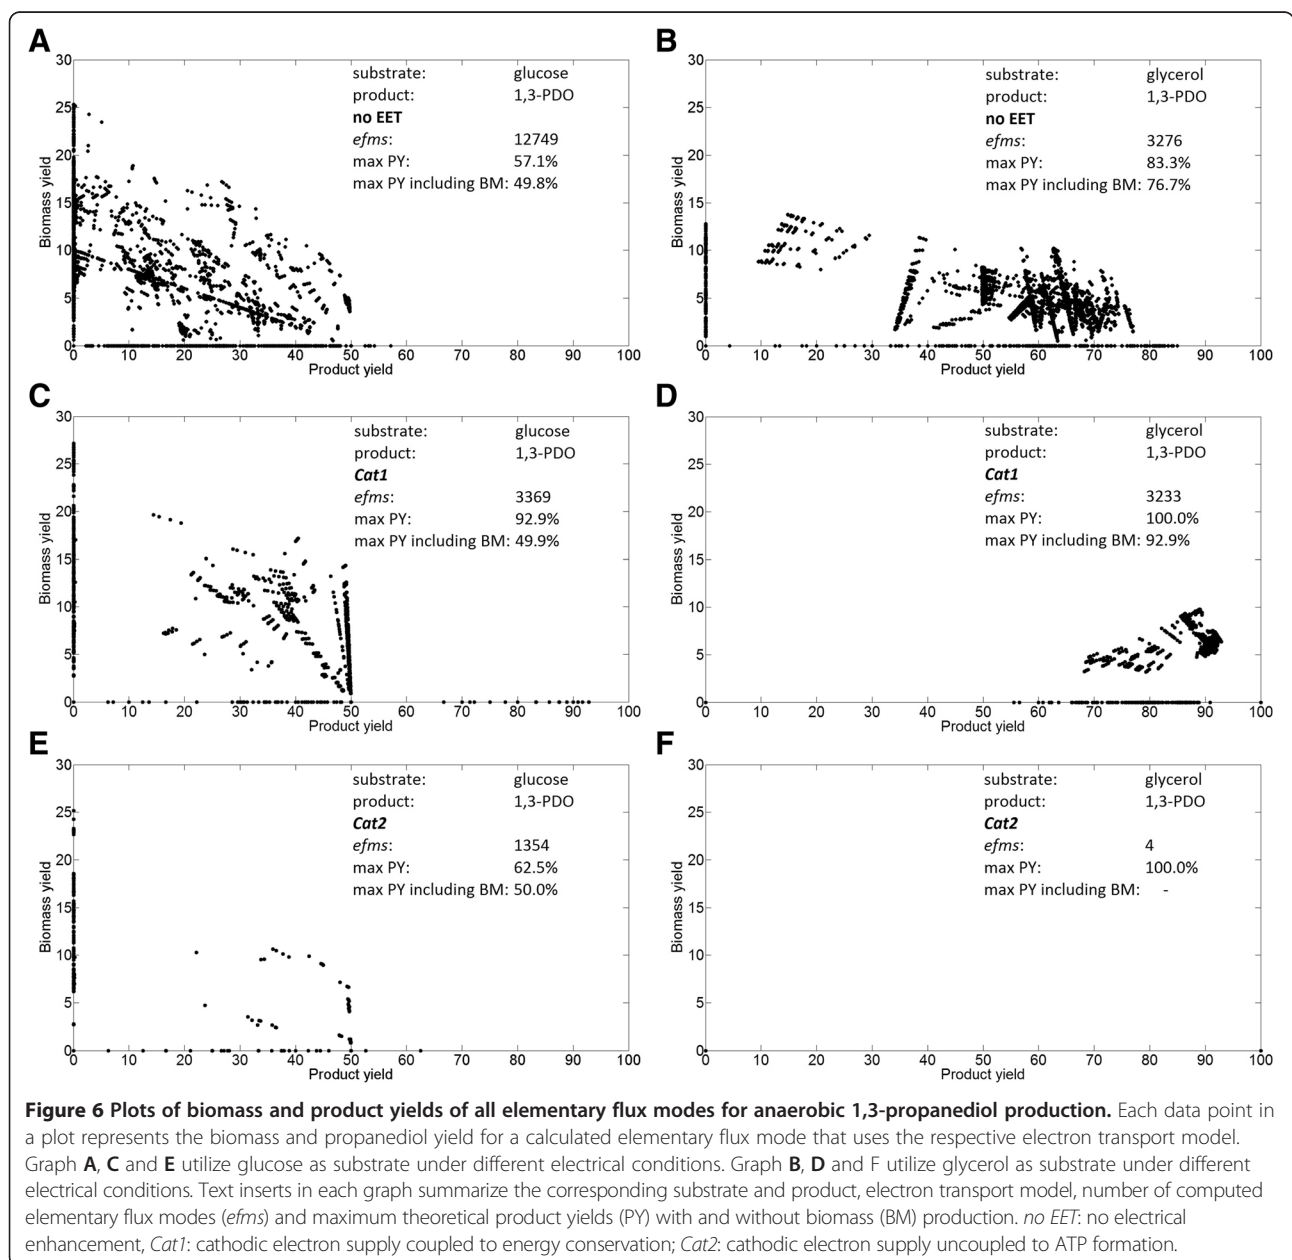 A
30
25
20
15
10
5
0
Biomass yield
substrate: glucose
product: 1,3-PDO
no EET
efms: 12749
max PY: 57.1%
max PY including BM: 49.8%
0 10 20 30 40 50 60 70 80 90 100
Product yield
B
30
25
20
15
10
5
0
Biomass yield
substrate: glycerol
product: 1,3-PDO
no EET
efms: 3276
max PY: 83.3%
max PY including BM: 76.7%
0 10 20 30 40 50 60 70 80 90 100
Product yield
C
30
25
20
15
10
5
0
Biomass yield
substrate: glucose
product: 1,3-PDO
Cat1
efms: 3369
max PY: 92.9%
max PY including BM: 49.9%
0 10 20 30 40 50 60 70 80 90 100
Product yield
D
30
25
20
15
10
5
0
Biomass yield
substrate: glycerol
product: 1,3-PDO
Cat1
efms: 3233
max PY: 100.0%
max PY including BM: 92.9%
0 10 20 30 40 50 60 70 80 90 100
Product yield
E
30
25
20
15
10
5
0
Biomass yield
substrate: glucose
product: 1,3-PDO
Cat2
efms: 1354
max PY: 62.5%
max PY including BM: 50.0%
0 10 20 30 40 50 60 70 80 90 100
Product yield
F
30
25
20
15
10
5
0
Biomass yield
substrate: glycerol
product: 1,3-PDO
Cat2
efms: 4
max PY: 100.0%
max PY including BM: -
0 10 20 30 40 50 60 70 80 90 100
Product yield
Figure 6 Plots of biomass and product yields of all elementary flux modes for anaerobic 1,3-propanediol production. Each data point in
a plot represents the biomass and propanediol yield for a calculated elementary flux mode that uses the respective electron transport model.
Graph A, C and E utilize glucose as substrate under different electrical conditions. Graph B, D and F utilize glycerol as substrate under different
electrical conditions. Text inserts in each graph summarize the corresponding substrate and product, electron transport model, number of computed
elementary flux modes (efms) and maximum theoretical product yields (PY) with and without biomass (BM) production. no EET: no electrical
enhancement, Cat1: cathodic electron supply coupled to energy conservation; Cat2: cathodic electron supply uncoupled to ATP formation.